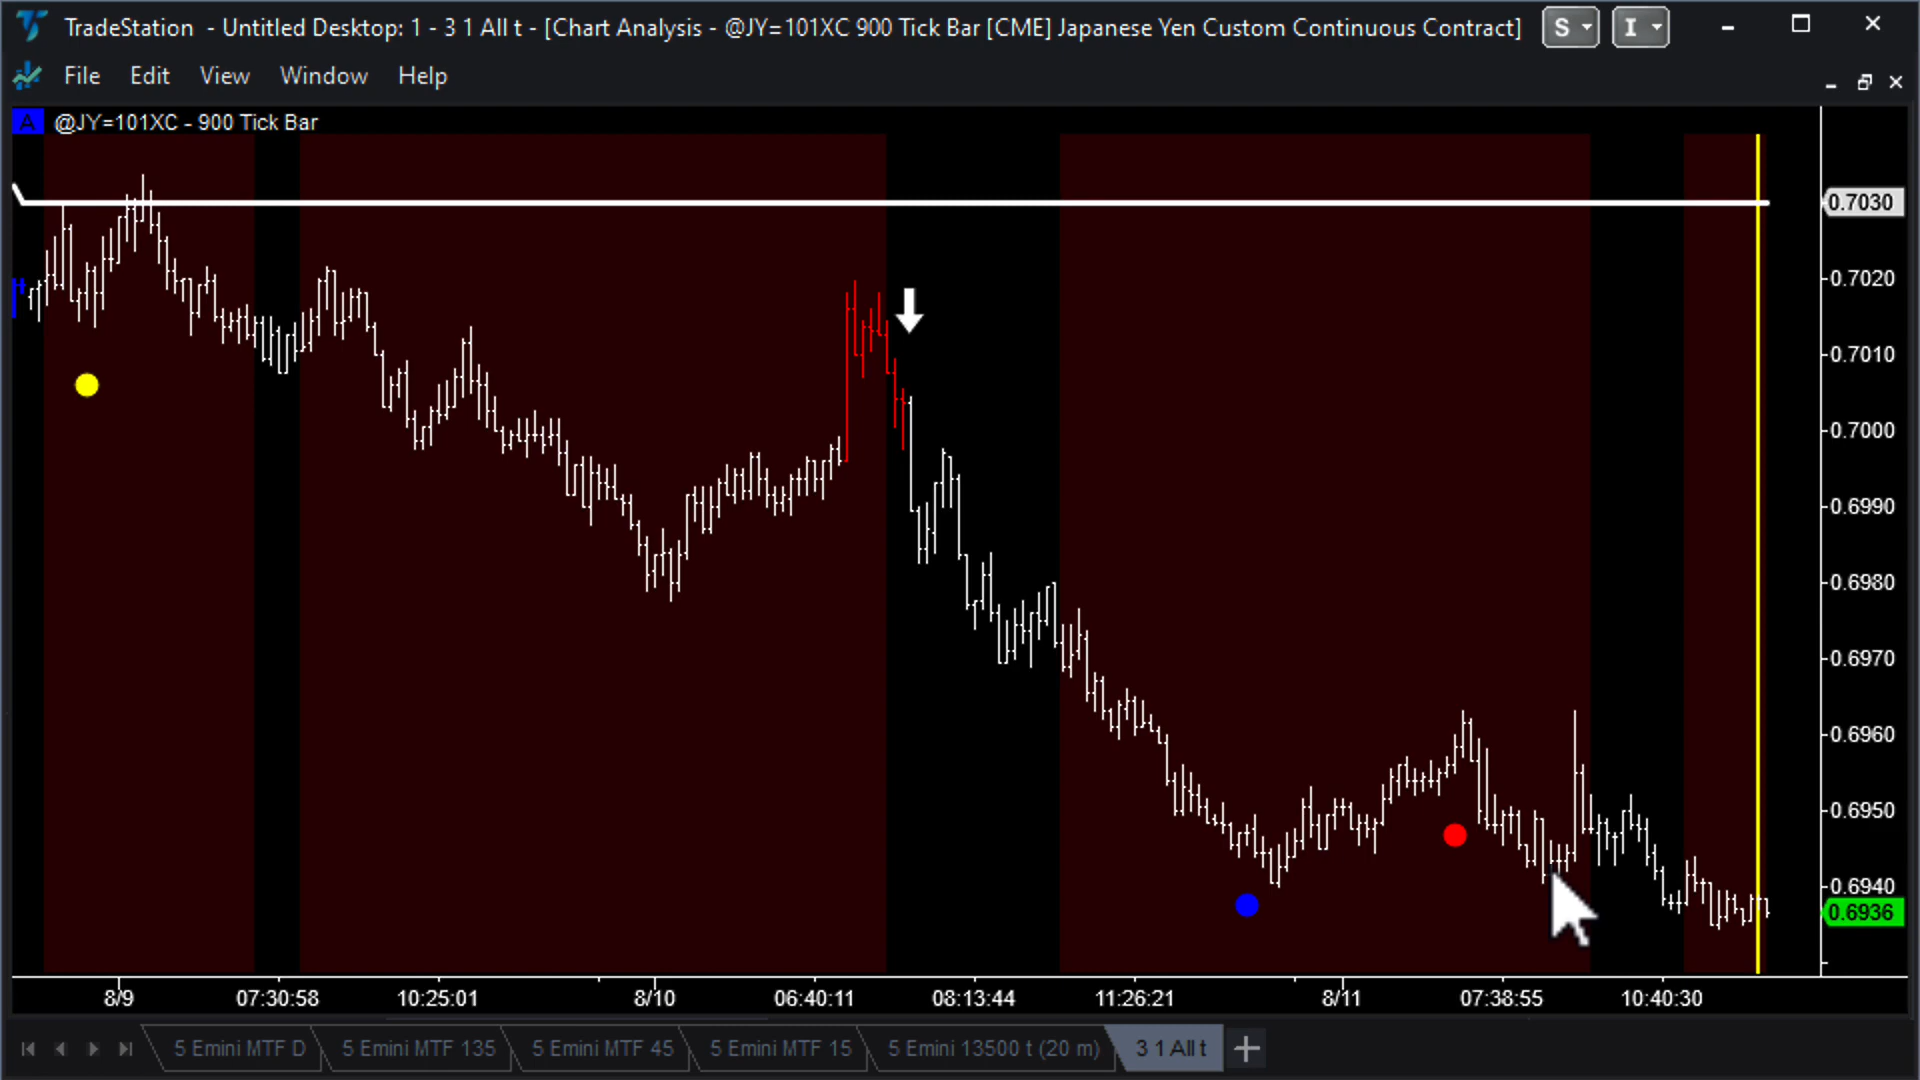 TradeStation - Untitled Desktop: 1 - 3 1 All t - [Chart Analysis - @JY=101XC 900 Tick Bar [CME] Japanese Yen Custom Continuous Contract]
S
I
File Edit View Window Help
A @JY=101XC - 900 Tick Bar
0.7030
0.7020
0.7010
0.7000
0.6990
0.6980
0.6970
0.6960
0.6950
0.6940
0.6936
8/9 07:30:58 10:25:01 8/10 06:40:11 08:13:44 11:26:21 8/11 07:38:55 10:40:30
5 Emini MTF D 5 Emini MTF 135 5 Emini MTF 45 5 Emini MTF 15 5 Emini 13500 t (20 m) 3 1 All t +